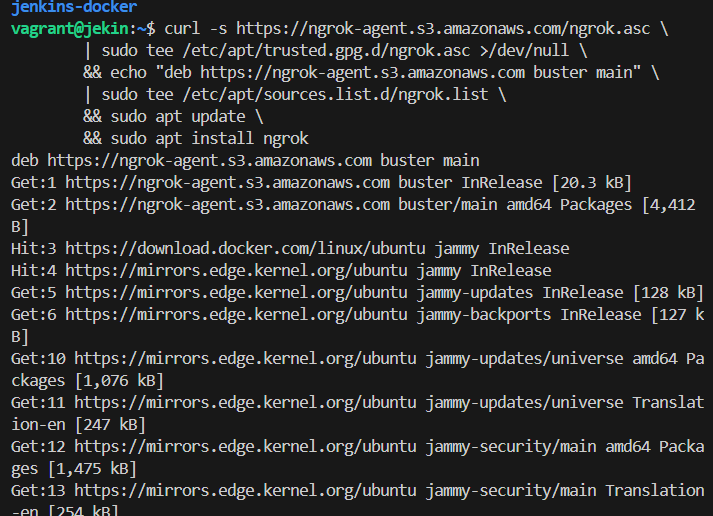 jenkins-docker
vagrant@jekin:~$ curl -s https://ngrok-agent.s3.amazonaws.com/ngrok.asc \
        | sudo tee /etc/apt/trusted.gpg.d/ngrok.asc >/dev/null \
        && echo "deb https://ngrok-agent.s3.amazonaws.com buster main" \
        | sudo tee /etc/apt/sources.list.d/ngrok.list \
        && sudo apt update \
        && sudo apt install ngrok
deb https://ngrok-agent.s3.amazonaws.com buster main
Get:1 https://ngrok-agent.s3.amazonaws.com buster InRelease [20.3 kB]
Get:2 https://ngrok-agent.s3.amazonaws.com buster/main amd64 Packages [4,412
B]
Hit:3 https://download.docker.com/linux/ubuntu jammy InRelease
Hit:4 https://mirrors.edge.kernel.org/ubuntu jammy InRelease
Get:5 https://mirrors.edge.kernel.org/ubuntu jammy-updates InRelease [128 kB]
Get:6 https://mirrors.edge.kernel.org/ubuntu jammy-backports InRelease [127 k
B]
Get:10 https://mirrors.edge.kernel.org/ubuntu jammy-updates/universe amd64 Pa
ckages [1,076 kB]
Get:11 https://mirrors.edge.kernel.org/ubuntu jammy-updates/universe Translat
ion-en [247 kB]
Get:12 https://mirrors.edge.kernel.org/ubuntu jammy-security/main amd64 Packa
ges [1,475 kB]
Get:13 https://mirrors.edge.kernel.org/ubuntu jammy-security/main Translation
-en [254 kB]